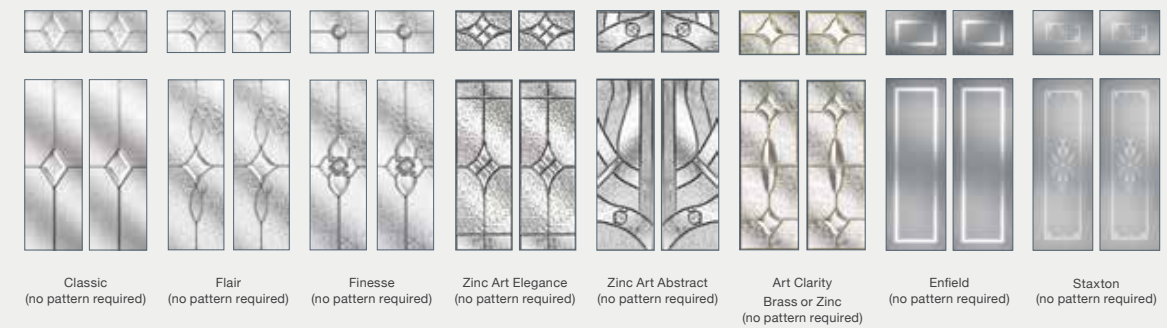 Classic
(no pattern required)
Flair
(no pattern required)
Finesse
(no pattern required)
Zinc Art Elegance
(no pattern required)
Zinc Art Abstract
(no pattern required)
Art Clarity
Brass or Zinc
(no pattern required)
Enfield
(no pattern required)
Staxton
(no pattern required)